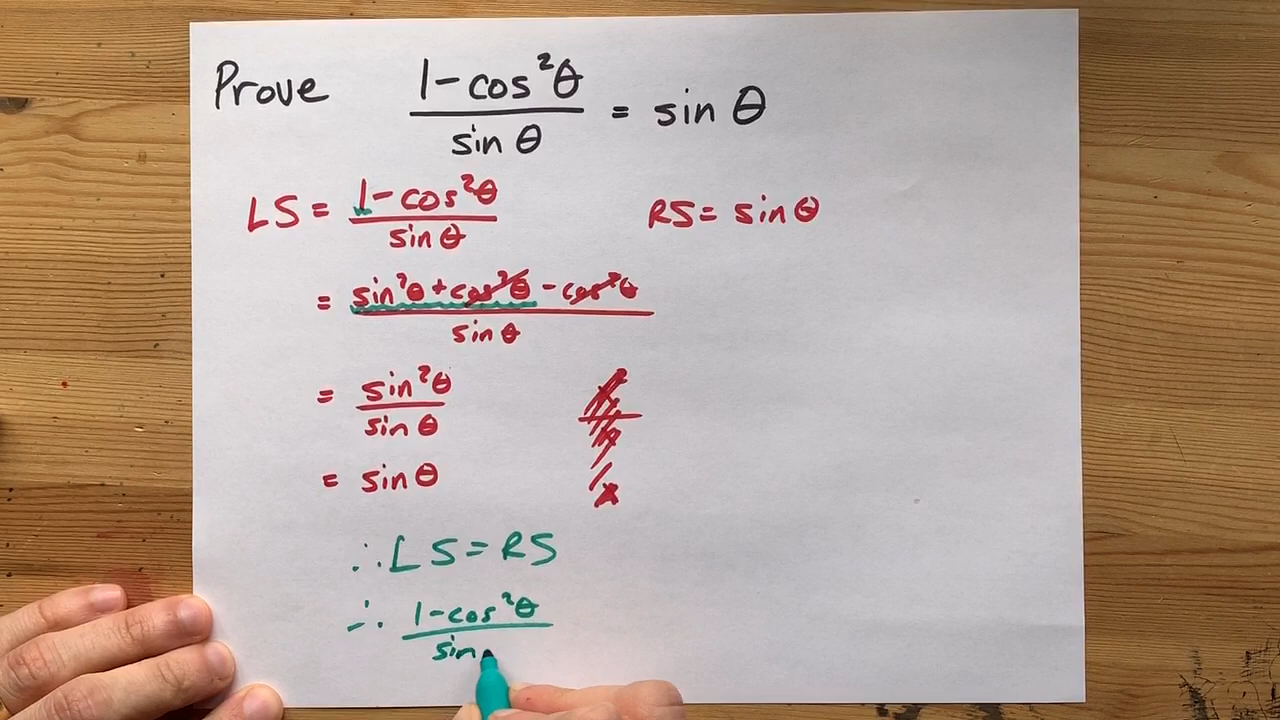 Prove (1-cos²θ)/(sin θ) = sin θ
LS = (1-cos²θ)/(sin θ)
RS = sin θ
= (sin²θ + cos²θ - cos²θ)/(sin θ)
= (sin²θ)/(sin θ)
= sin θ
∴ LS = RS
∴ (1-cos²θ)/(sin